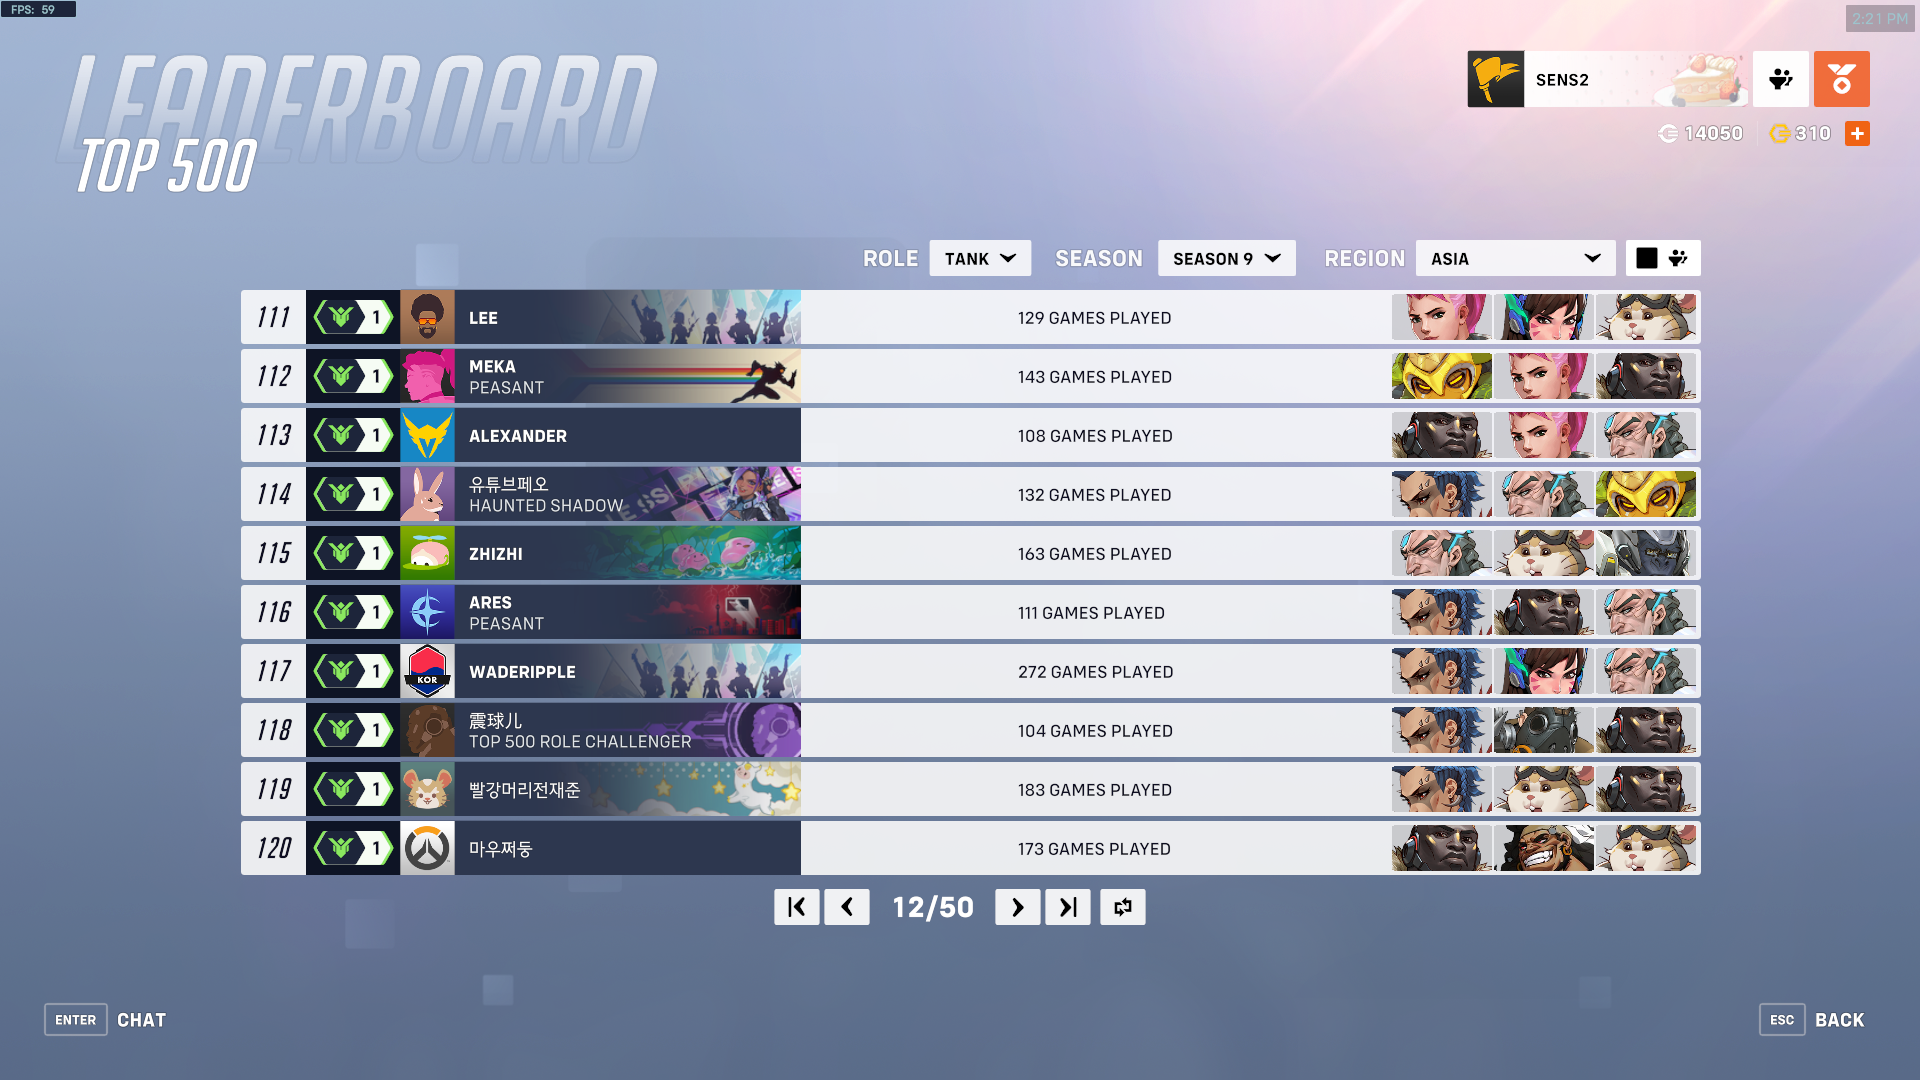 FPS: 59
2:21 PM
LEADERBOARD
TOP 500
SENS2
14050
310
ROLE
TANK
SEASON
SEASON 9
REGION
ASIA
111
1
LEE
129 GAMES PLAYED
112
1
MEKA
PEASANT
143 GAMES PLAYED
113
1
ALEXANDER
108 GAMES PLAYED
114
1
유튜브페오
HAUNTED SHADOW
132 GAMES PLAYED
115
1
ZHIZHI
163 GAMES PLAYED
116
1
ARES
PEASANT
111 GAMES PLAYED
117
1
KOR
WADERIPPLE
272 GAMES PLAYED
118
1
震球儿
TOP 500 ROLE CHALLENGER
104 GAMES PLAYED
119
1
빨강머리전재준
183 GAMES PLAYED
120
1
마우쩌둥
173 GAMES PLAYED
12/50
ENTER
CHAT
ESC
BACK